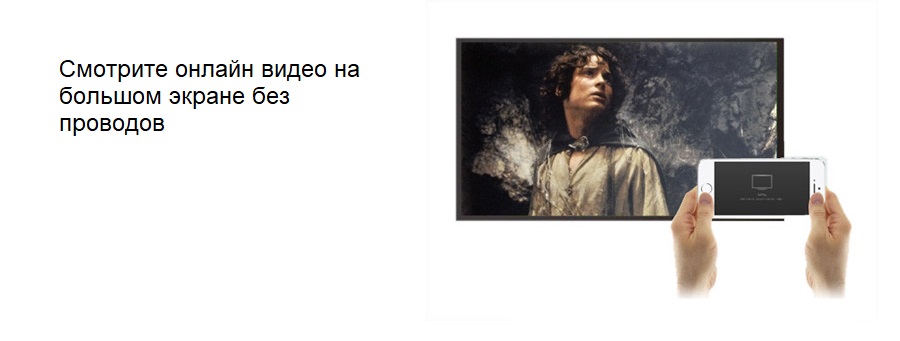 Смотрите онлайн видео на
большом экране без
проводов